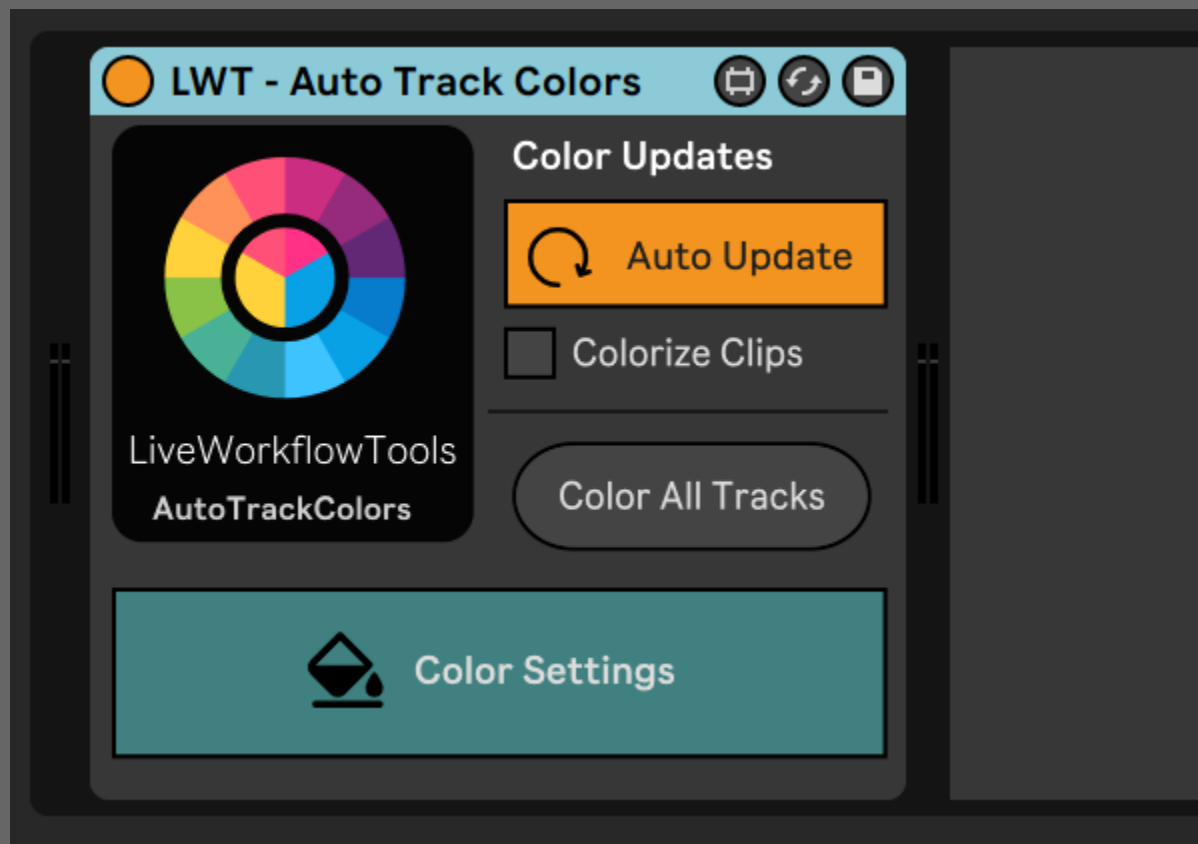 LWT - Auto Track Colors
Color Updates
Auto Update
Colorize Clips
LiveWorkflowTools
AutoTrackColors
Color All Tracks
Color Settings